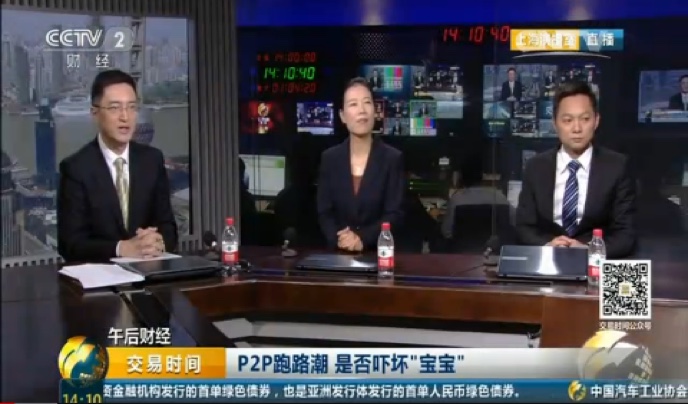 CCTV 2
财经
14:00:00
14:10:40
14:10:40
直播
交易时间公众号
午后财经
交易时间
P2P跑路潮 是否吓坏"宝宝"
14:10
资金融机构发行的首单绿色债券，也是亚洲发行体发行的首单人民币绿色债券。
中国汽车工业协会